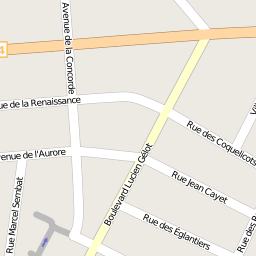 4
Avenue de la Concorde
ue de la Renaissance
Rue des Coquelicots
venue de l'Aurore
Boulevard Lucien Gélot
Rue Jean Cayet
Rue Marcel Sembat
Rue des Églantiers